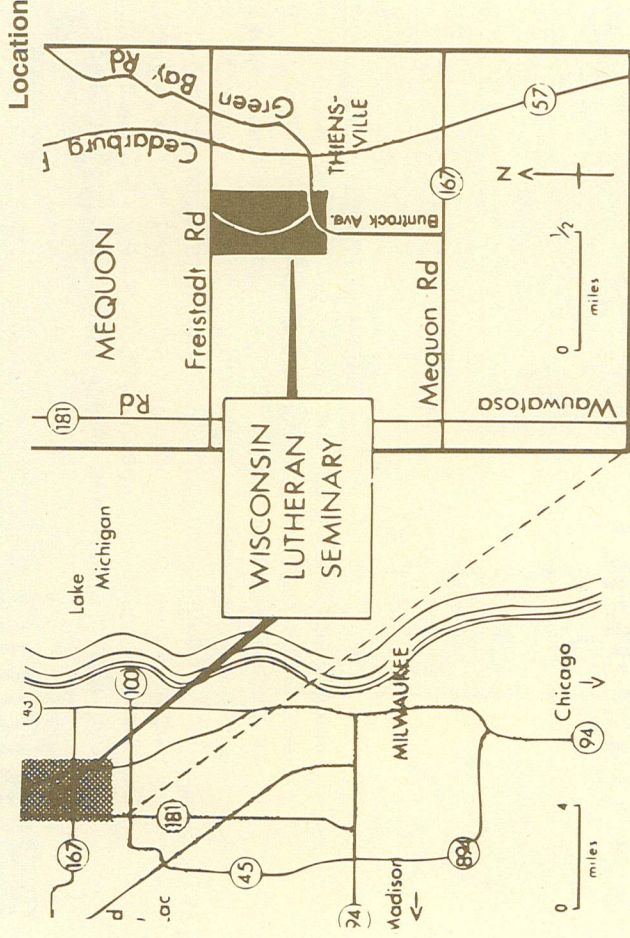 Location
Lake
Michigan
43
100
167
181
45
94
894
94
MILWAUKEE
Madison
Chicago
0 4
miles
WISCONSIN
LUTHERAN
SEMINARY
181
Rd
Wauwatosa
MEQUON
Freistadt Rd
Mequon Rd
167
Cedarburg
Green Bay Rd
THIENS-
VILLE
Buntrock Ave.
57
N
0 1/2
miles